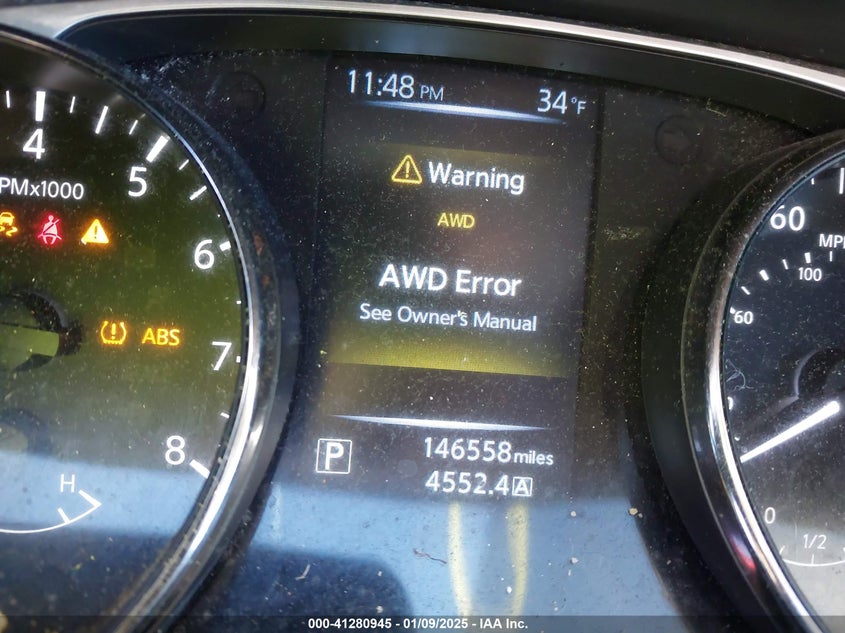 11:48 PM 34°F
Warning
AWD
AWD Error
See Owner's Manual
P 146558 miles
4552.4 A
4
5
6
7
8
PMx1000
ABS
H
60
MPH
100
60
0
1/2
000-41280945 - 01/09/2025 - IAA Inc.